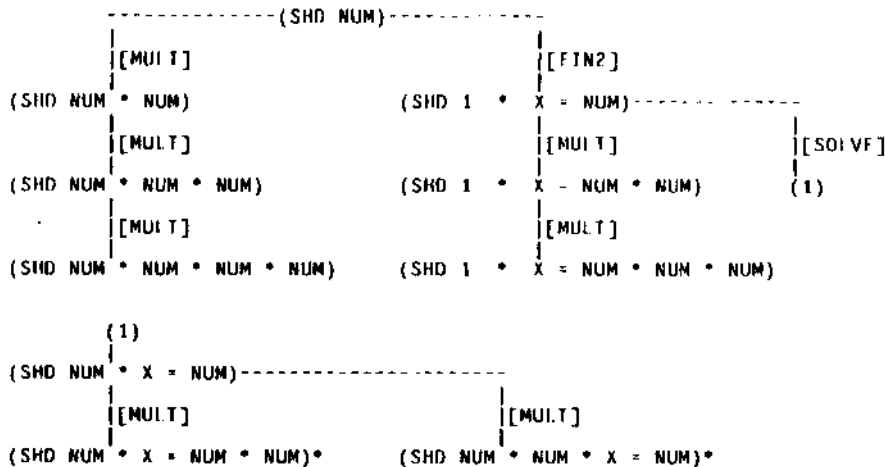 (SHD NUM)
[MULT] [FIN2]
(SHD NUM * NUM) (SHD 1 * X = NUM)
[MULT] [MULT] [SOLVE]
(SHD NUM * NUM * NUM) (SHD 1 * X = NUM * NUM) (1)
[MULT] [MULT]
(SHD NUM * NUM * NUM * NUM) (SHD 1 * X = NUM * NUM * NUM)
(1)
(SHD NUM * X = NUM)
[MULT] [MULT]
(SHD NUM * X = NUM * NUM)* (SHD NUM * NUM * X = NUM)*